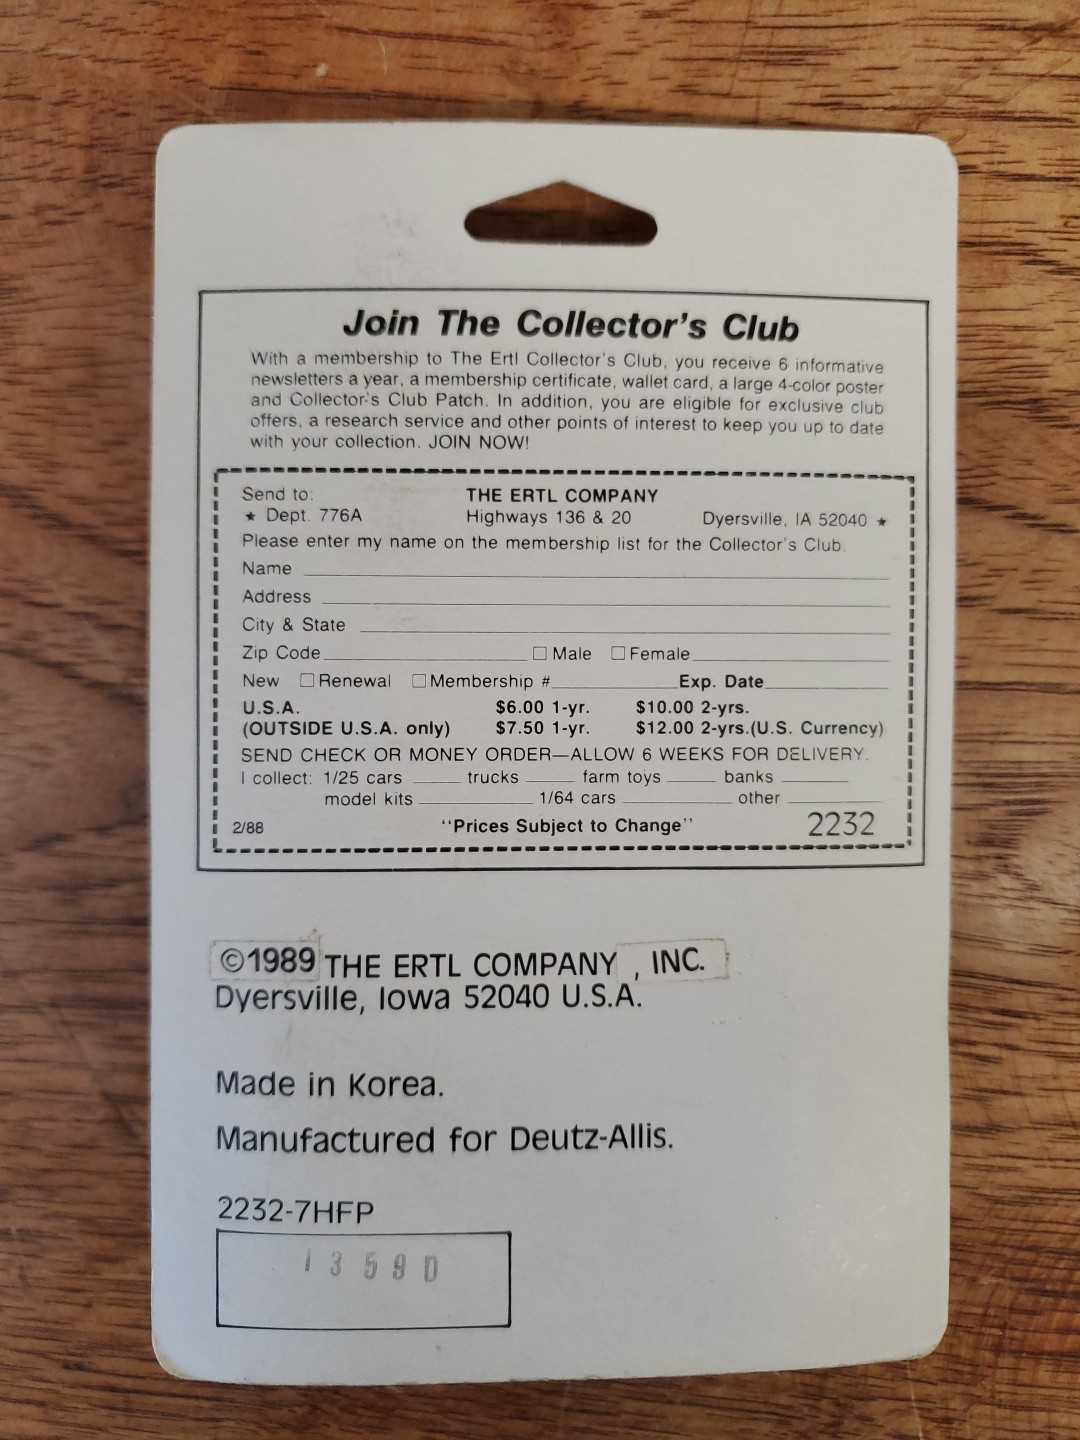 Join The Collector's Club
With a membership to The Ertl Collector's Club, you receive 6 informative
newsletters a year, a membership certificate, wallet card, a large 4-color poster
and Collector's Club Patch. In addition, you are eligible for exclusive club
offers, a research service and other points of interest to keep you up to date
with your collection. JOIN NOW!
Send to: THE ERTL COMPANY
★ Dept. 776A Highways 136 & 20 Dyersville, IA 52040 ★
Please enter my name on the membership list for the Collector's Club.
Name
Address
City & State
Zip Code ☐ Male ☐ Female
New ☐ Renewal ☐ Membership # Exp. Date
U.S.A. $6.00 1-yr. $10.00 2-yrs.
(OUTSIDE U.S.A. only) $7.50 1-yr. $12.00 2-yrs.(U.S. Currency)
SEND CHECK OR MONEY ORDER—ALLOW 6 WEEKS FOR DELIVERY.
I collect: 1/25 cars trucks farm toys banks
model kits 1/64 cars other
2/88 "Prices Subject to Change" 2232
©1989 THE ERTL COMPANY , INC.
Dyersville, Iowa 52040 U.S.A.
Made in Korea.
Manufactured for Deutz-Allis.
2232-7HFP
1359D